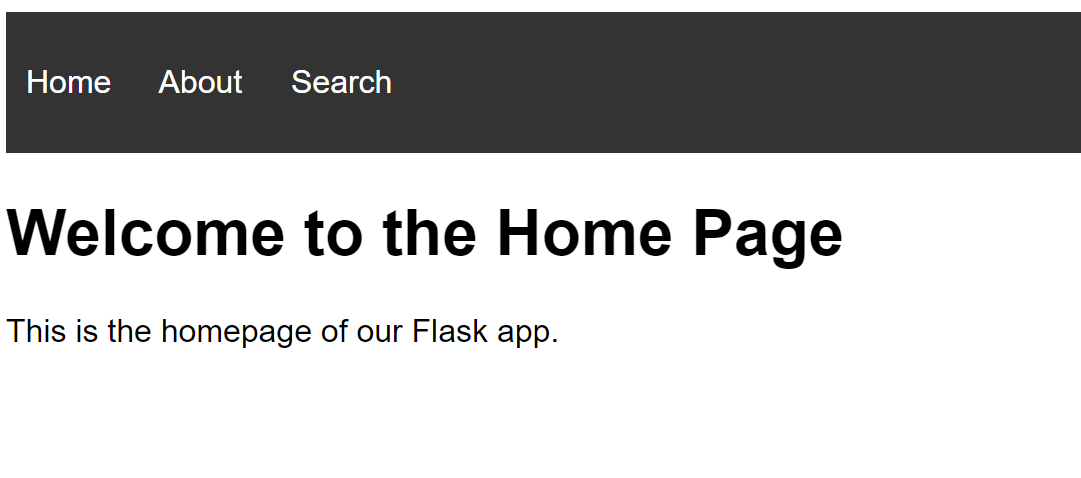 Home About Search
Welcome to the Home Page
This is the homepage of our Flask app.